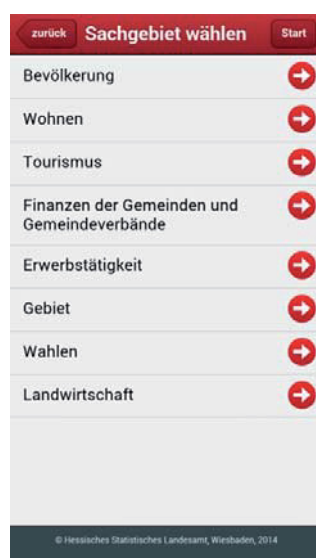 zurück Sachgebiet wählen Start
Bevölkerung
Wohnen
Tourismus
Finanzen der Gemeinden und
Gemeindeverbände
Erwerbstätigkeit
Gebiet
Wahlen
Landwirtschaft
© Hessisches Statistisches Landesamt, Wiesbaden, 2014